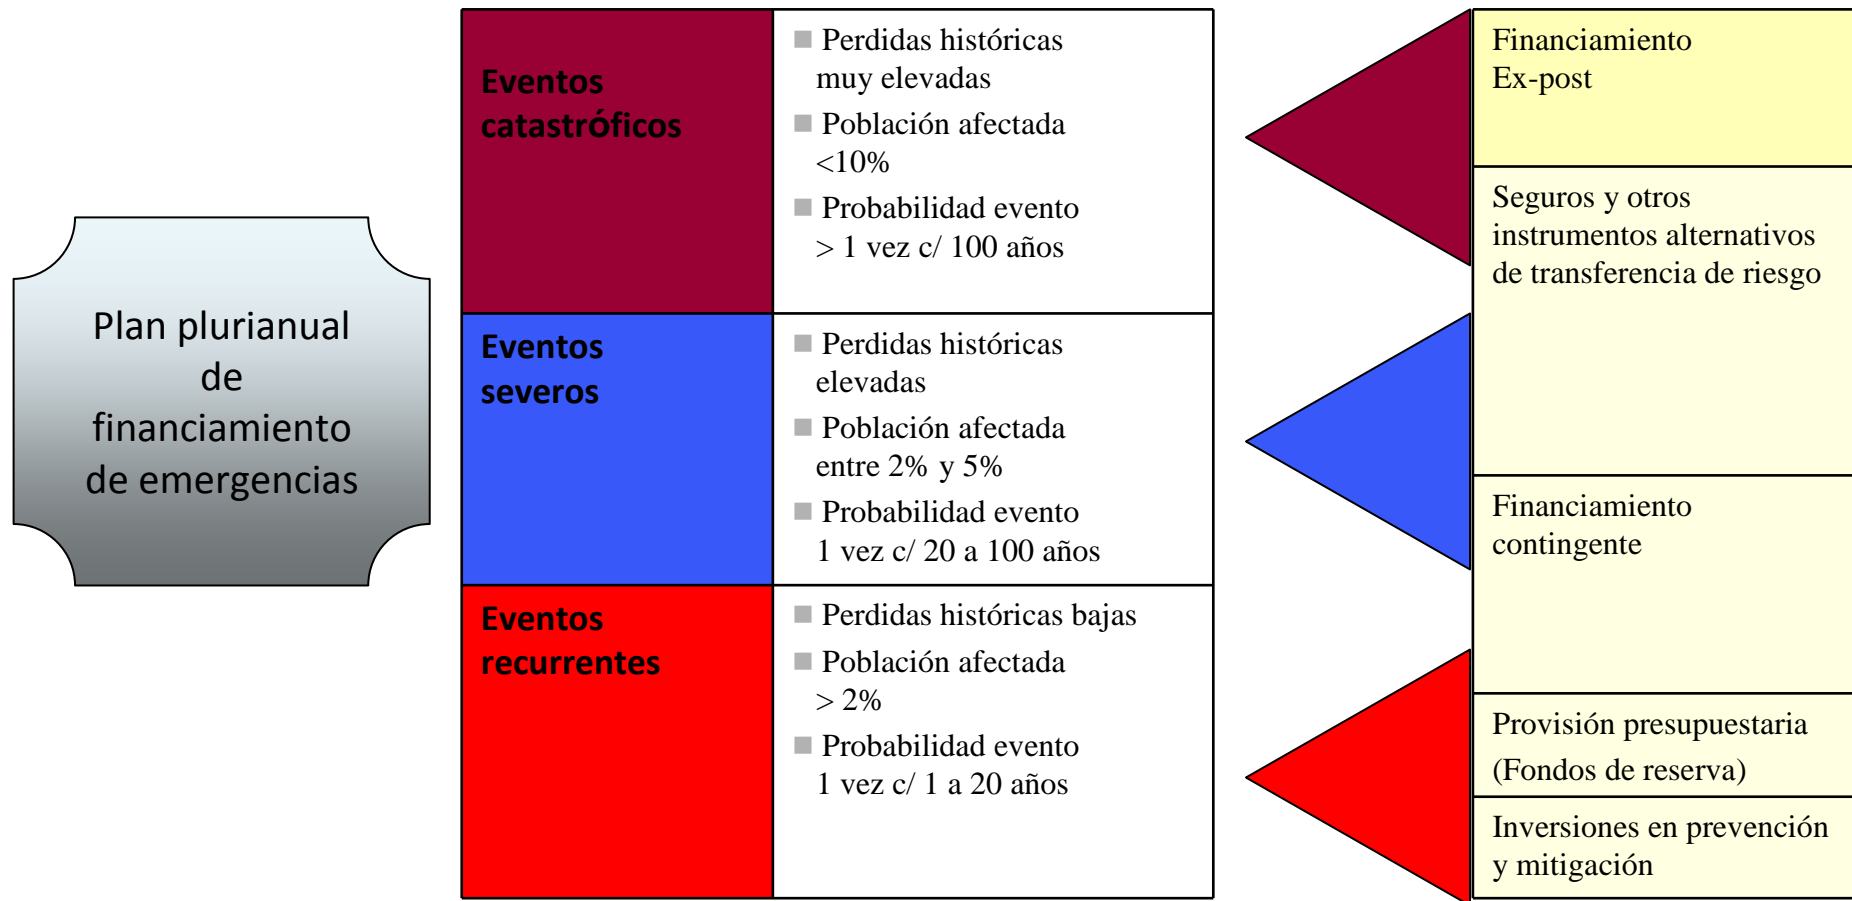 Plan plurianual
de
financiamiento
de emergencias
Eventos
catastróficos
Perdidas históricas
muy elevadas
Población afectada
<10%
Probabilidad evento
> 1 vez c/ 100 años
Eventos
severos
Perdidas históricas
elevadas
Población afectada
entre 2% y 5%
Probabilidad evento
1 vez c/ 20 a 100 años
Eventos
recurrentes
Perdidas históricas bajas
Población afectada
> 2%
Probabilidad evento
1 vez c/ 1 a 20 años
Financiamiento
Ex-post
Seguros y otros
instrumentos alternativos
de transferencia de riesgo
Financiamiento
contingente
Provisión presupuestaria
(Fondos de reserva)
Inversiones en prevención
y mitigación